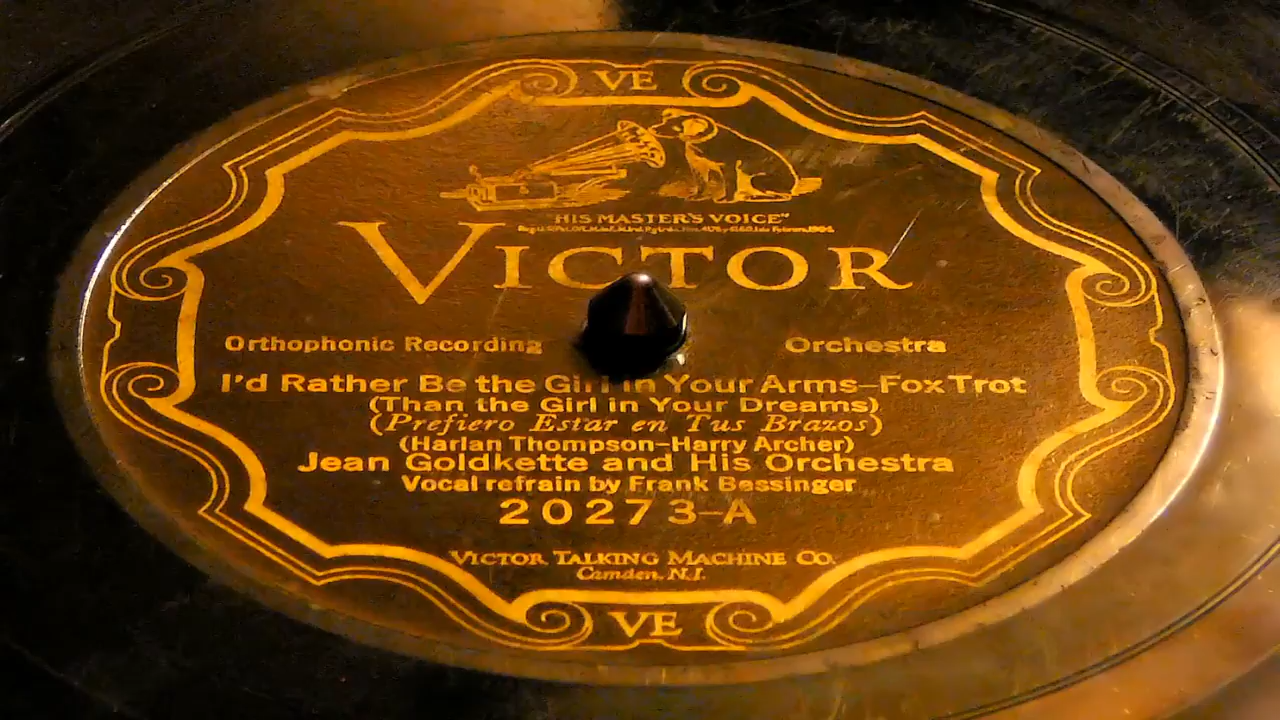 VE
"HIS MASTER'S VOICE"
VICTOR
Orthophonic Recording Orchestra
I'd Rather Be the Girl in Your Arms-Fox Trot
(Than the Girl in Your Dreams)
(Prefiero Estar en Tus Brazos)
(Harlan Thompson-Harry Archer)
Jean Goldkette and His Orchestra
Vocal refrain by Frank Bessinger
20273-A
VICTOR TALKING MACHINE CO.
Camden, N.J.
VE